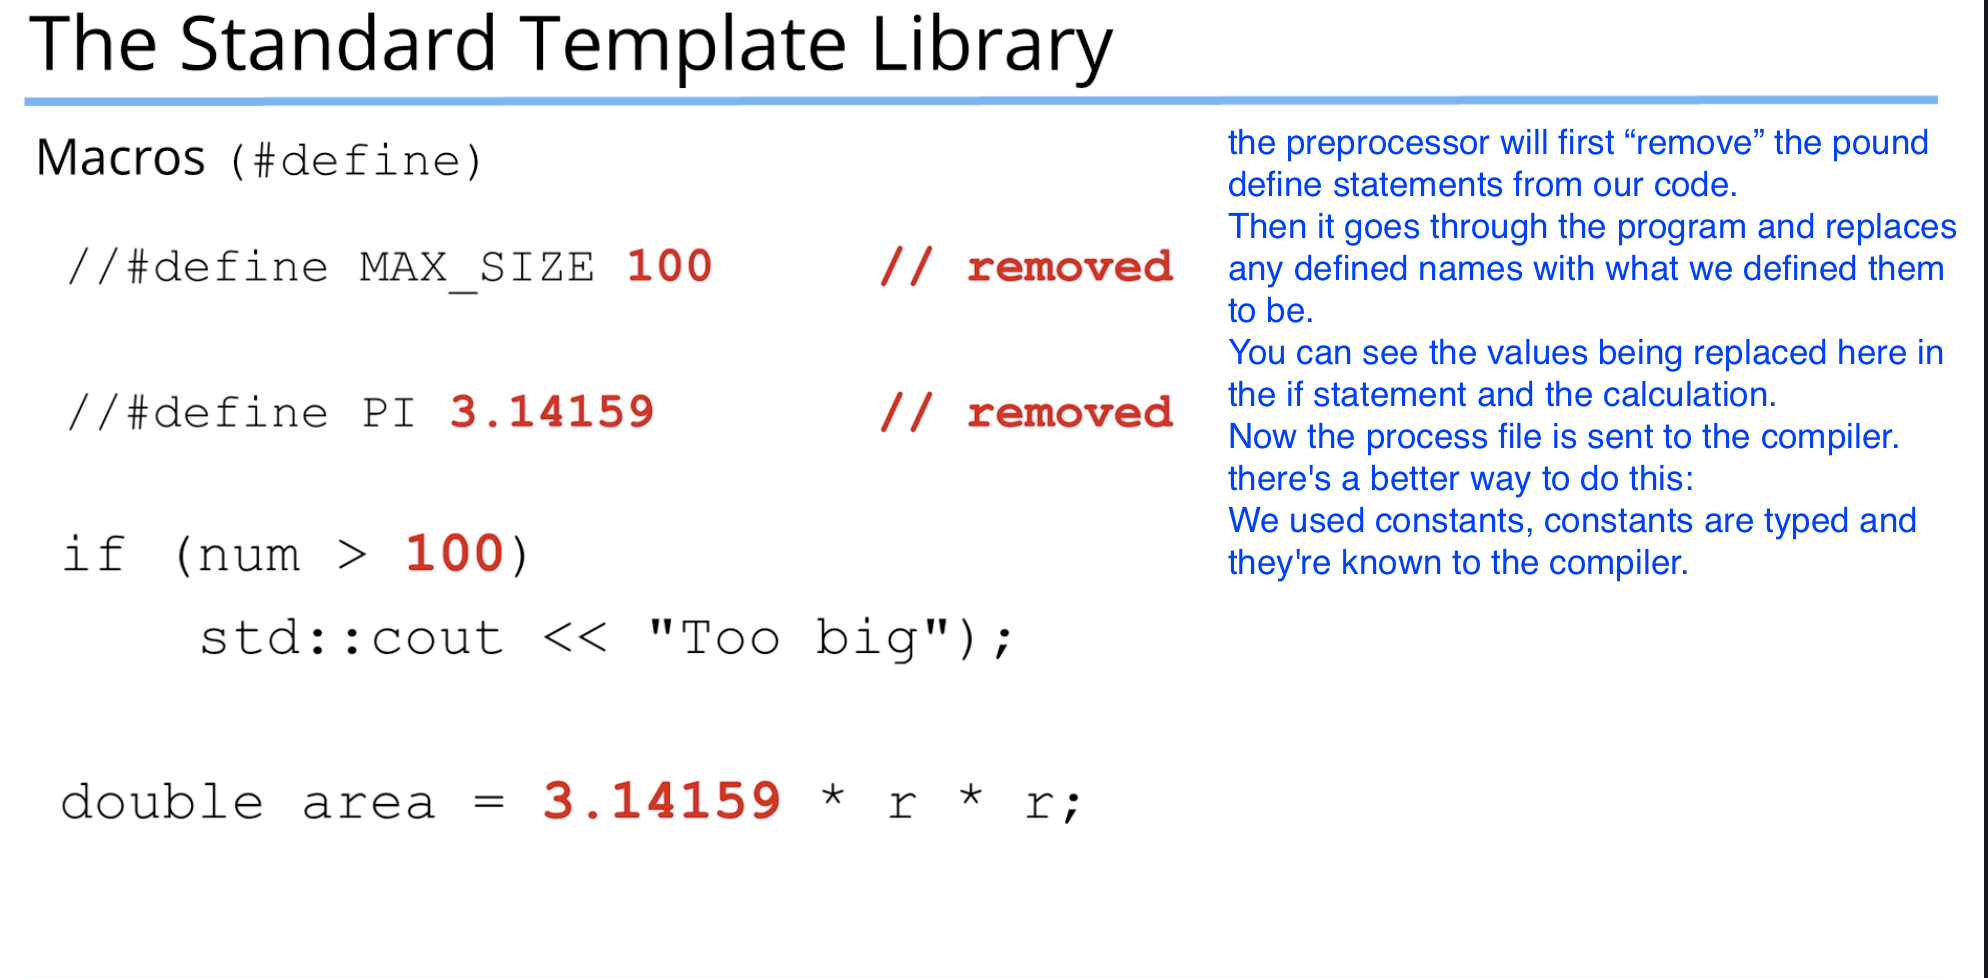 The Standard Template Library
Macros (#define)
//#define MAX_SIZE 100 // removed
//#define PI 3.14159 // removed
if (num > 100)
std::cout << "Too big");
double area = 3.14159 * r * r;
the preprocessor will first “remove” the pound
define statements from our code.
Then it goes through the program and replaces
any defined names with what we defined them
to be.
You can see the values being replaced here in
the if statement and the calculation.
Now the process file is sent to the compiler.
there's a better way to do this:
We used constants, constants are typed and
they're known to the compiler.